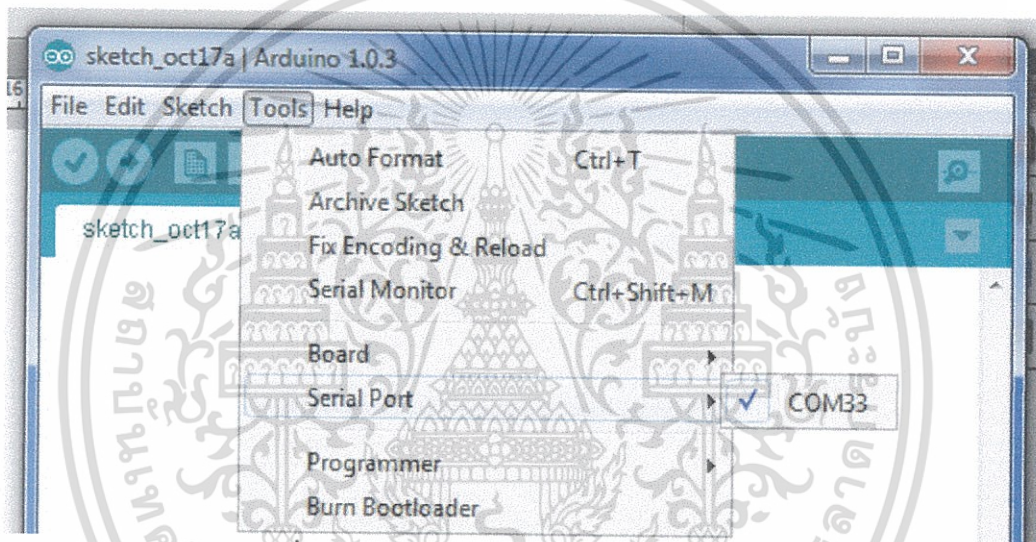 sketch_oct17a | Arduino 1.0.3
16
File Edit Sketch Tools Help
Auto Format Ctrl+T
Archive Sketch
sketch_oct17a
Fix Encoding & Reload
Serial Monitor Ctrl+Shift+M
Board
Serial Port
COM33
Programmer
Burn Bootloader